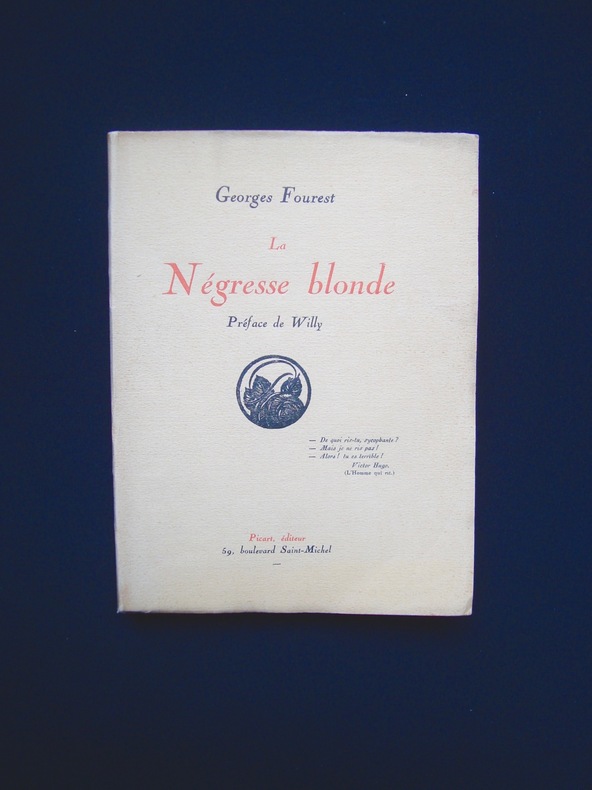 Georges Fourest
La
Négresse blonde
Préface de Willy
— De quoi ris-tu, sycophante ?
— Mais je ne ris pas !
— Alors ! tu es terrible !
Victor Hugo.
(L'Homme qui rit.)
Picart, éditeur
59, boulevard Saint-Michel